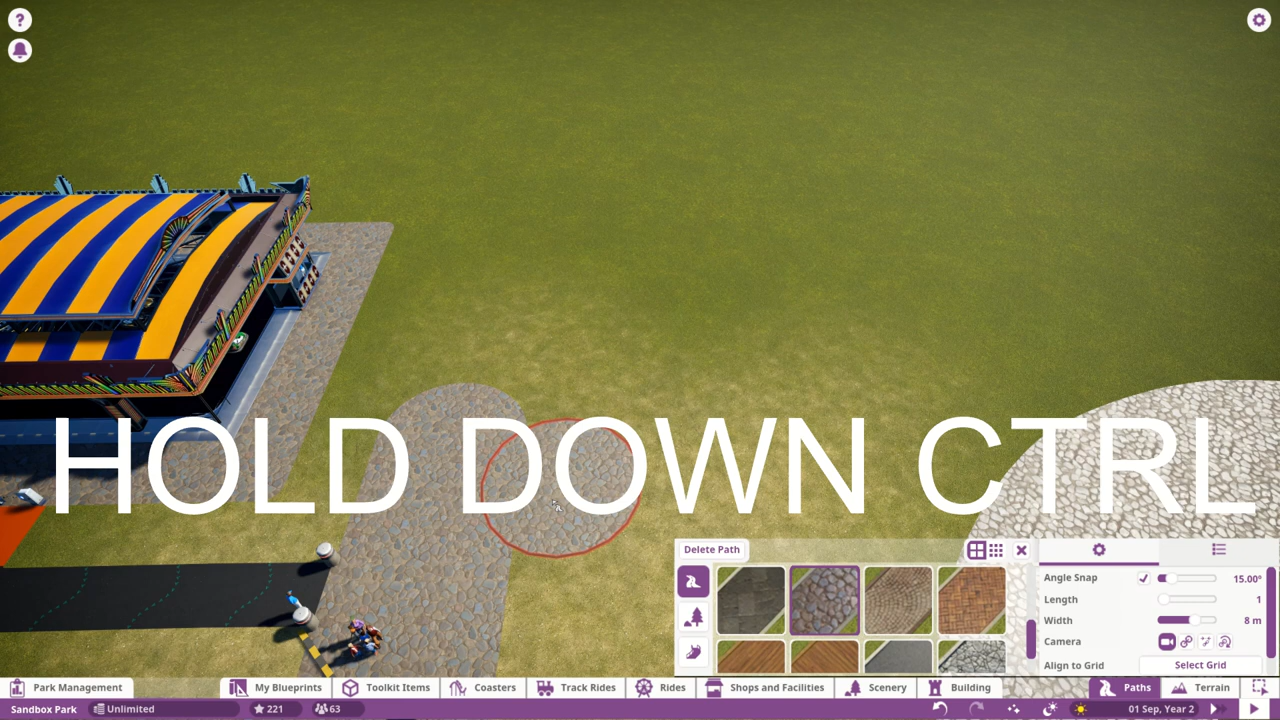 ?
HOLD DOWN CTRL
Delete Path
Angle Snap 15.00°
Length 1
Width 8 m
Camera
Align to Grid Select Grid
Park Management My Blueprints Toolkit Items Coasters Track Rides Rides Shops and Facilities Scenery Building Paths Terrain
Sandbox Park Unlimited 221 63 01 Sep, Year 2